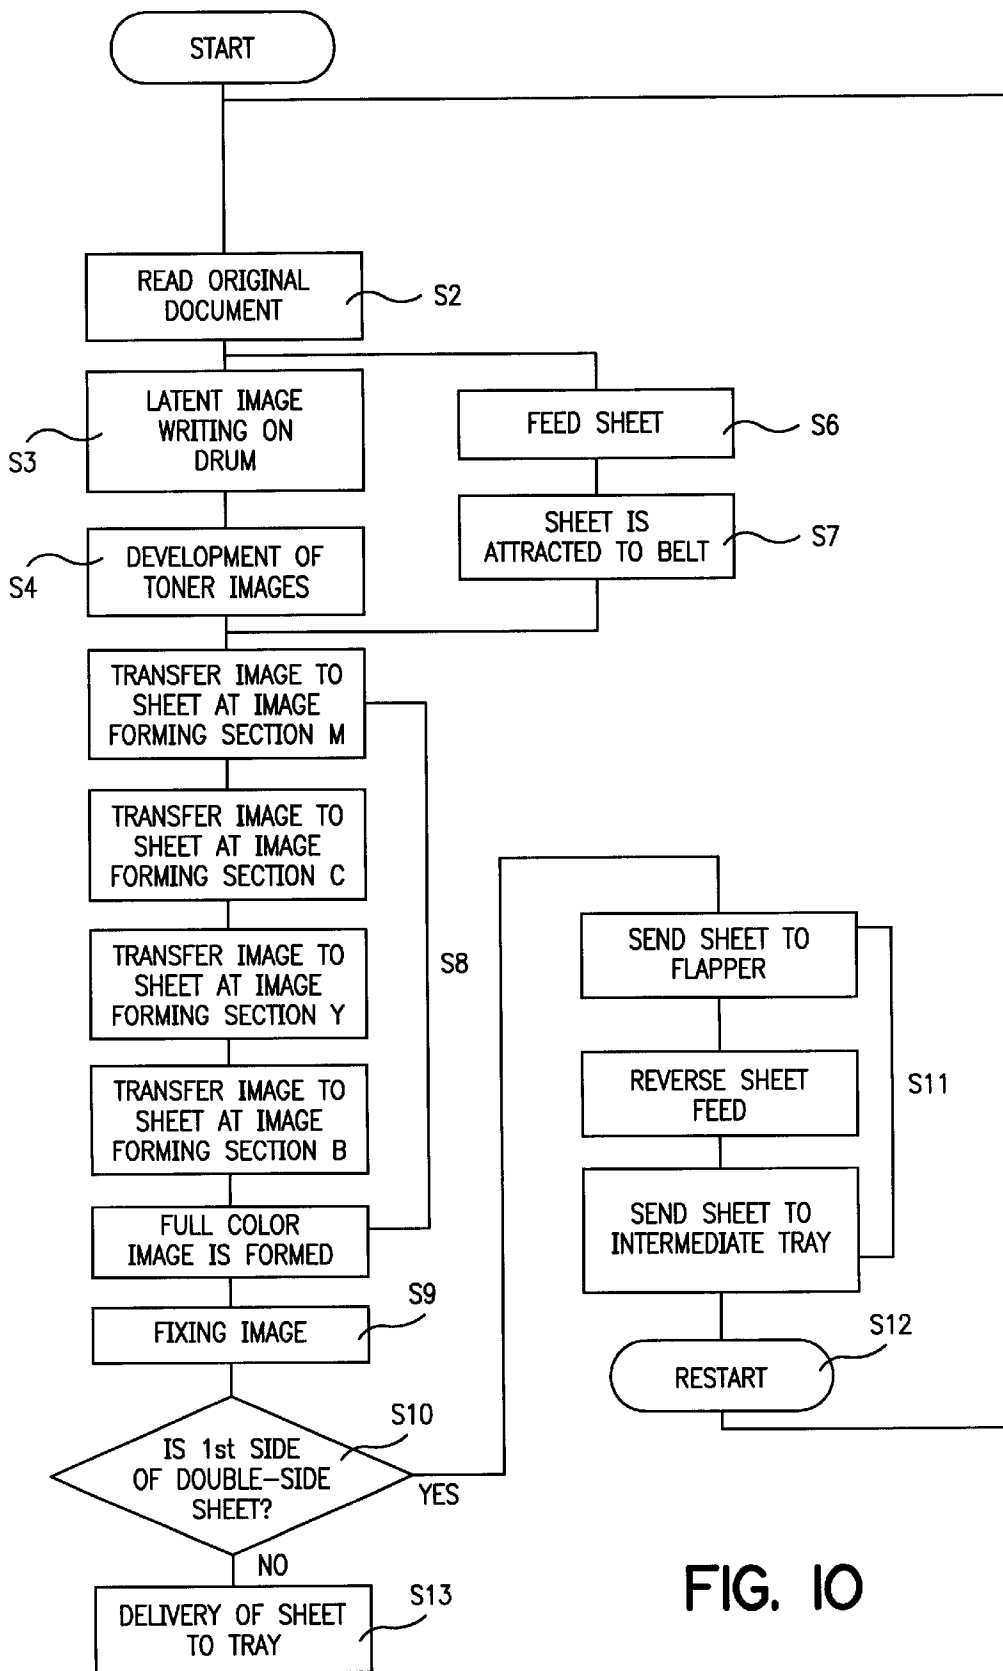 START
READ ORIGINAL
DOCUMENT
S2
LATENT IMAGE
WRITING ON
DRUM
S3
FEED SHEET
S6
SHEET IS
ATTRACTED TO BELT
S7
DEVELOPMENT OF
TONER IMAGES
S4
TRANSFER IMAGE TO
SHEET AT IMAGE
FORMING SECTION M
TRANSFER IMAGE TO
SHEET AT IMAGE
FORMING SECTION C
TRANSFER IMAGE TO
SHEET AT IMAGE
FORMING SECTION Y
TRANSFER IMAGE TO
SHEET AT IMAGE
FORMING SECTION B
FULL COLOR
IMAGE IS FORMED
S8
FIXING IMAGE
S9
IS 1st SIDE
OF DOUBLE-SIDE
SHEET?
S10
YES
NO
DELIVERY OF SHEET
TO TRAY
S13
SEND SHEET TO
FLAPPER
REVERSE SHEET
FEED
SEND SHEET TO
INTERMEDIATE TRAY
S11
RESTART
S12
FIG. 10